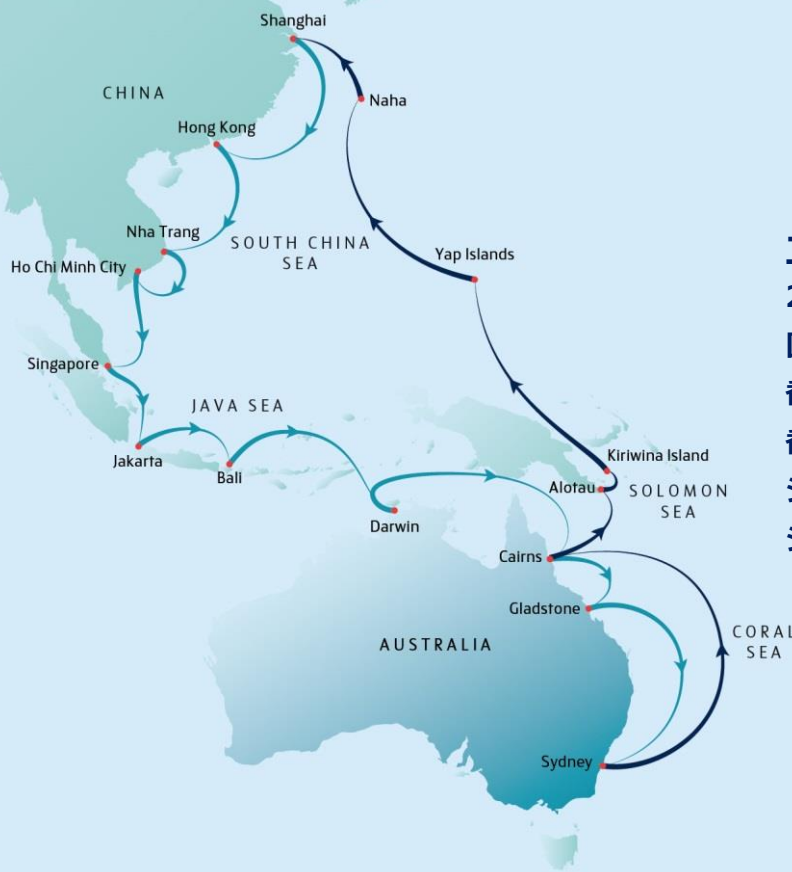 Shanghai
CHINA
Naha
Hong Kong
Nha Trang
SOUTH CHINA
SEA
Yap Islands
Ho Chi Minh City
Singapore
JAVA SEA
Jakarta
Bali
Kiriwina Island
Alotau
SOLOMON
SEA
Darwin
Cairns
Gladstone
AUSTRALIA
CORAL
SEA
Sydney